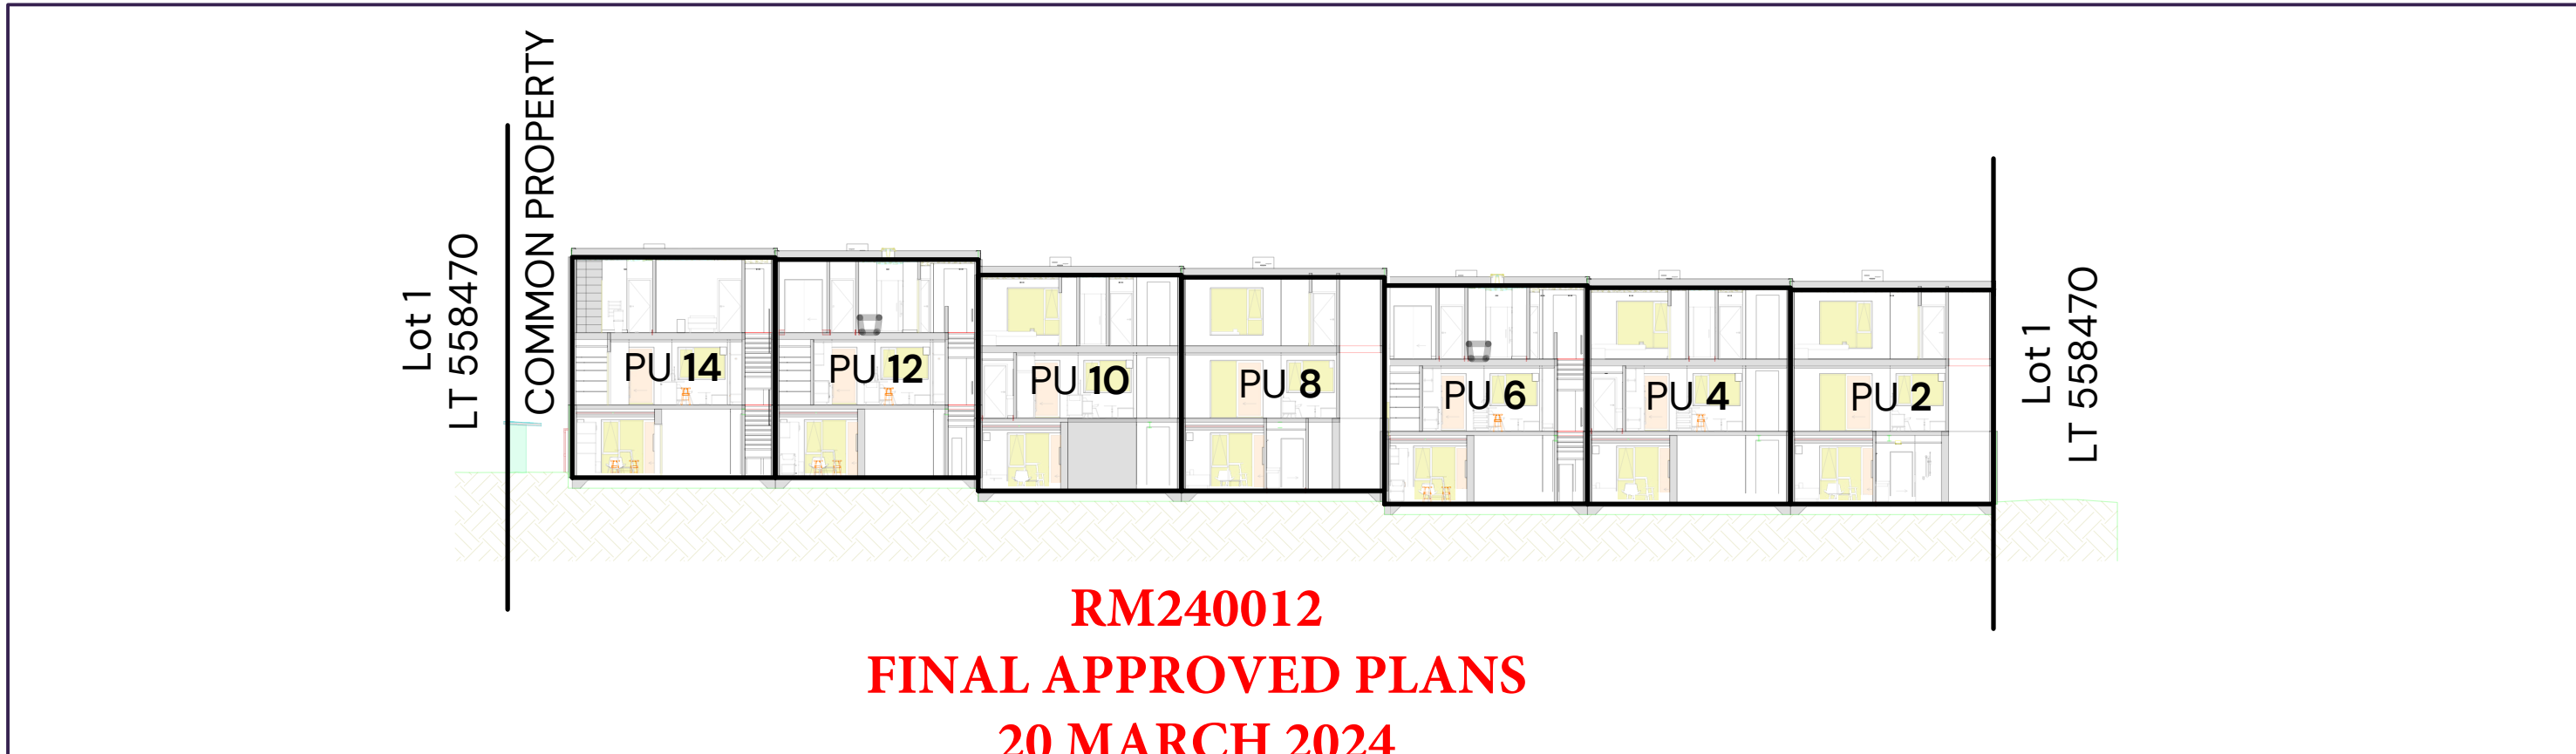 Lot 1
LT 558470
COMMON PROPERTY
PU 14
PU 12
PU 10
PU 8
PU 6
PU 4
PU 2
Lot 1
LT 558470
RM240012
FINAL APPROVED PLANS
20 MARCH 2024